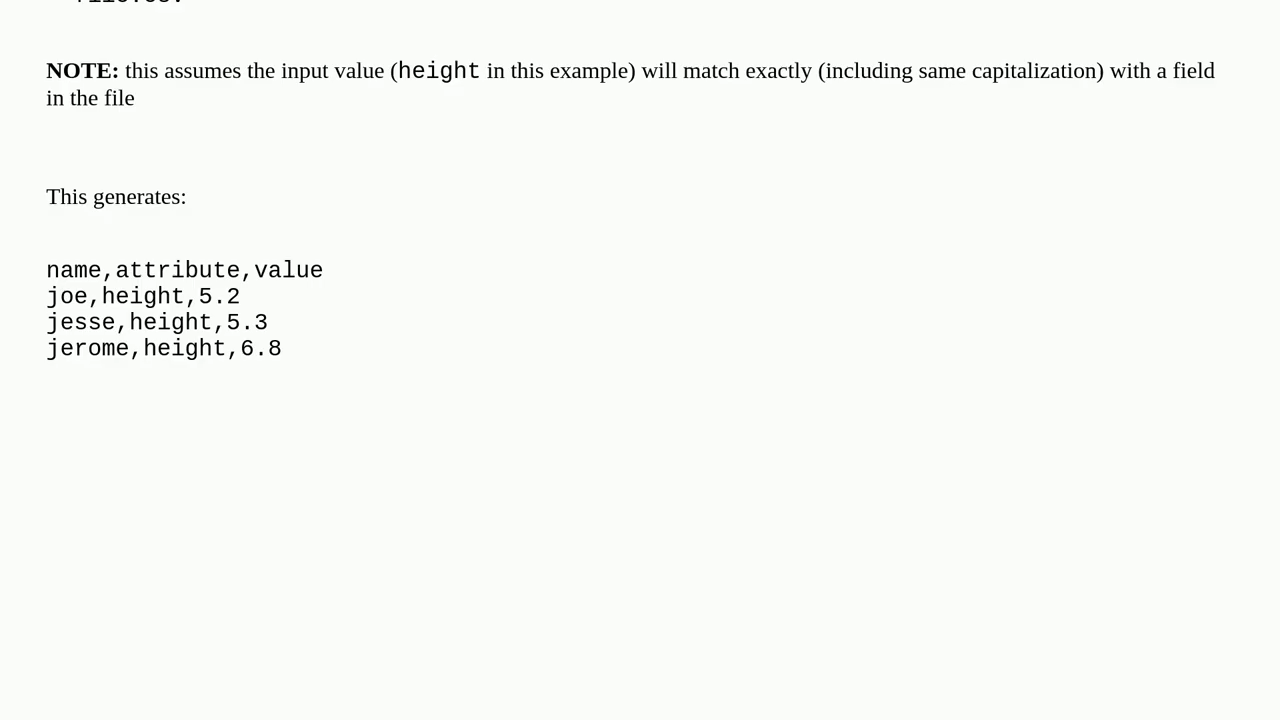 NOTE: this assumes the input value (height in this example) will match exactly (including same capitalization) with a field
in the file
This generates:
name,attribute,value
joe,height,5.2
jesse,height,5.3
jerome,height,6.8